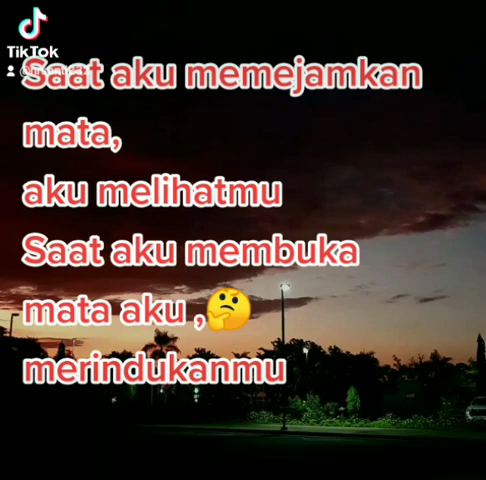 TikTok
Saat aku memejamkan
mata,
aku melihatmu
Saat aku membuka
mata aku ,🤔
merindukanmu